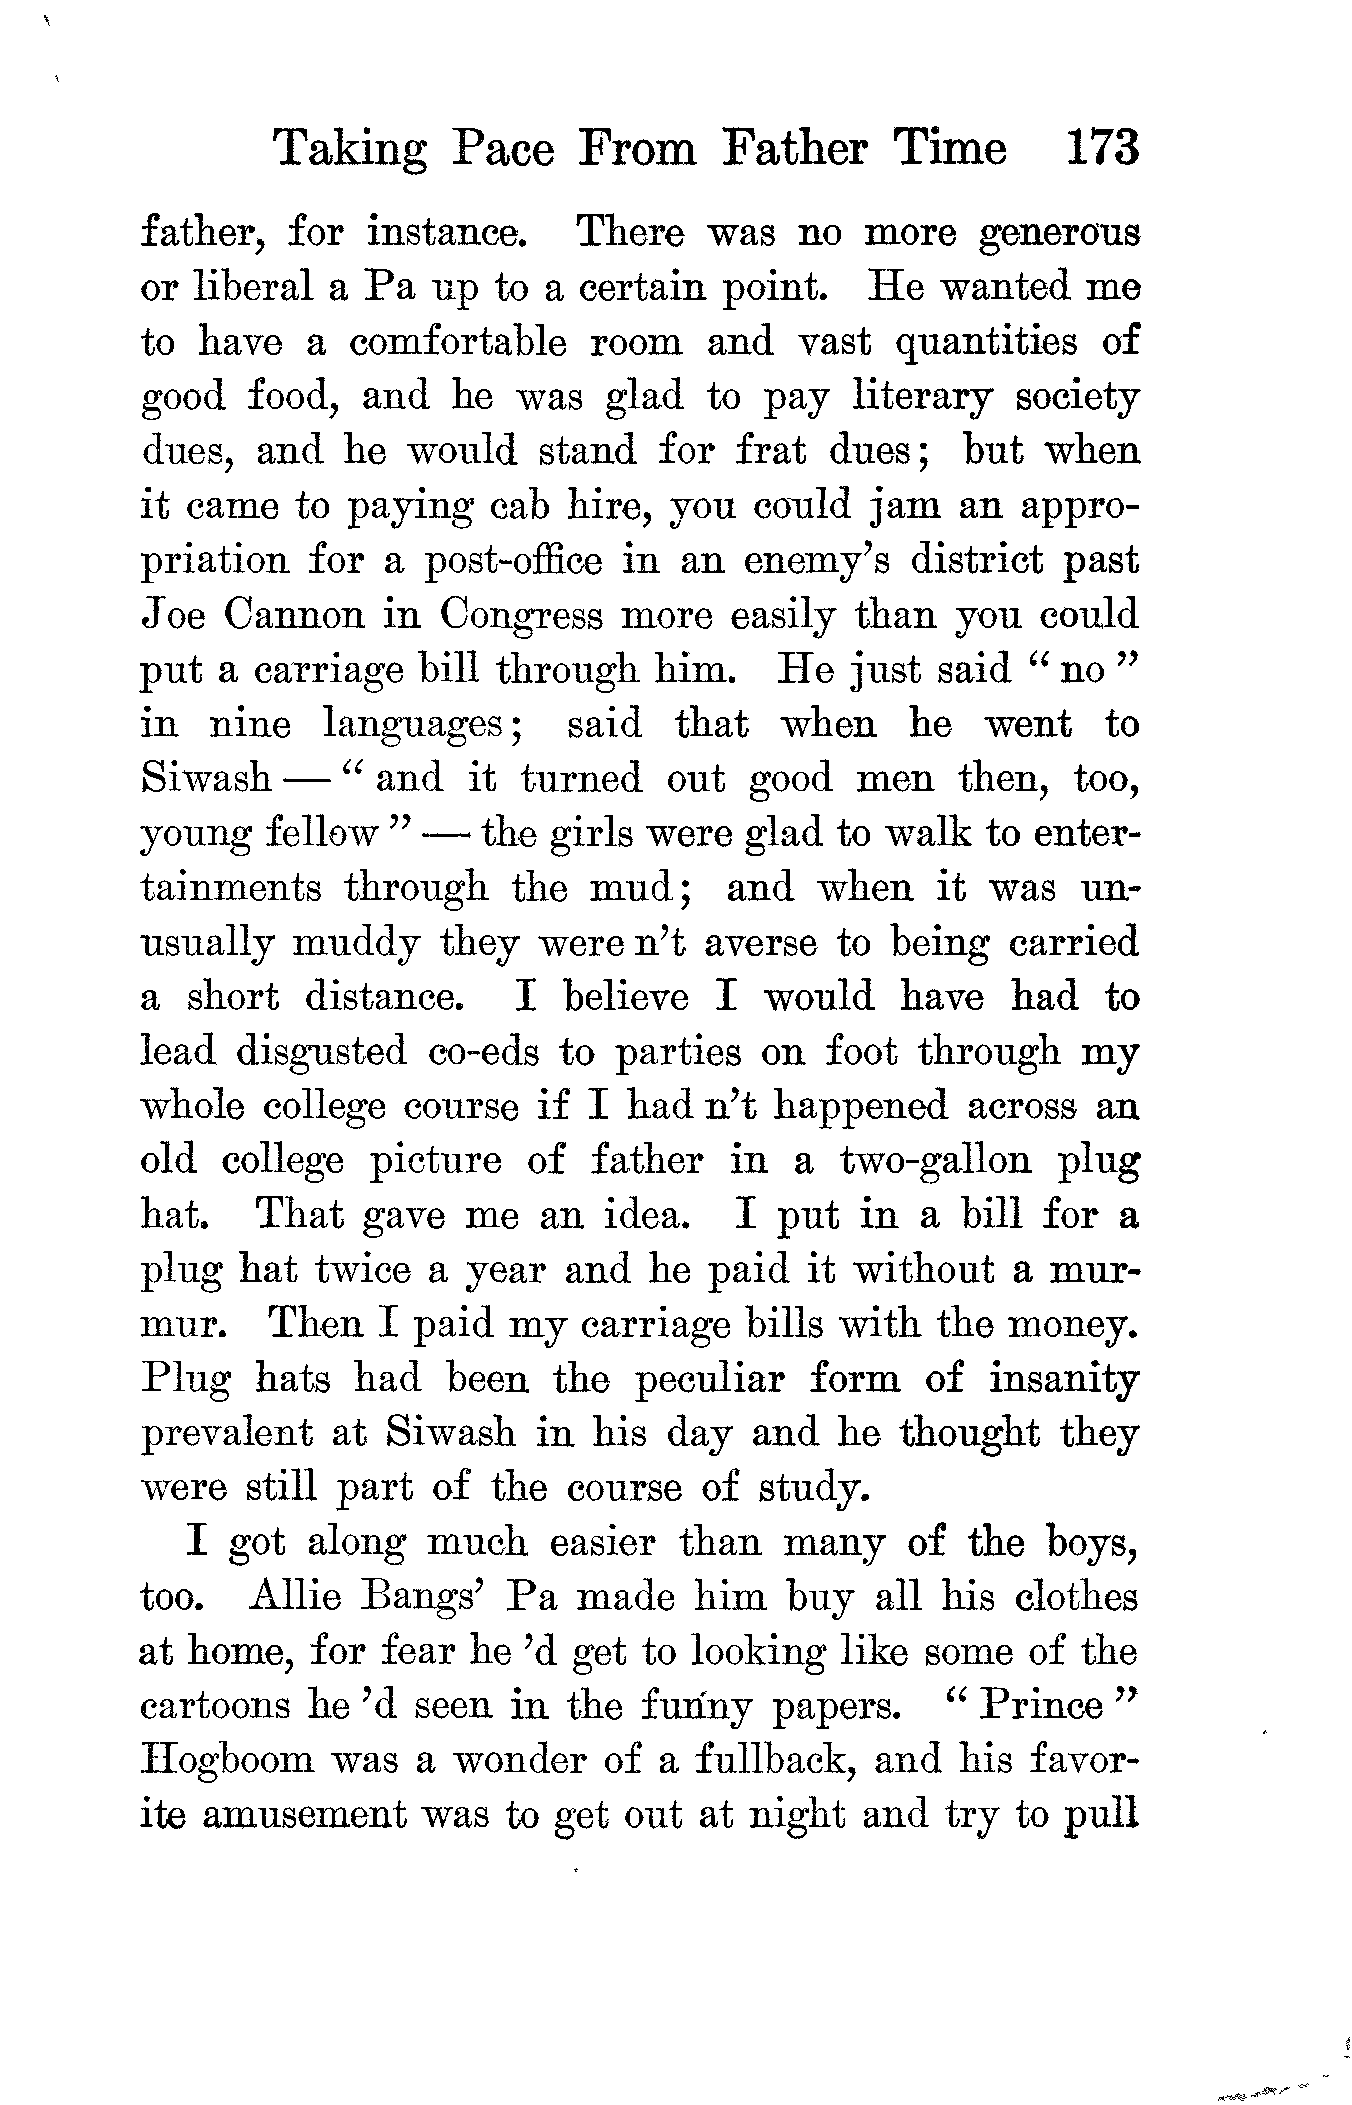 Taking Pace From Father Time 173
father, for instance. There was no more generous
or liberal a Pa up to a certain point. He wanted me
to have a comfortable room and vast quantities of
good food, and he was glad to pay literary society
dues, and he would stand for frat dues; but when
it came to paying cab hire, you could jam an appro-
priation for a post-office in an enemy's district past
Joe Cannon in Congress more easily than you could
put a carriage bill through him. He just said " no "
in nine languages; said that when he went to
Siwash — " and it turned out good men then, too,
young fellow " — the girls were glad to walk to enter-
tainments through the mud; and when it was un-
usually muddy they were n't averse to being carried
a short distance. I believe I would have had to
lead disgusted co-eds to parties on foot through my
whole college course if I had n't happened across an
old college picture of father in a two-gallon plug
hat. That gave me an idea. I put in a bill for a
plug hat twice a year and he paid it without a mur-
mur. Then I paid my carriage bills with the money.
Plug hats had been the peculiar form of insanity
prevalent at Siwash in his day and he thought they
were still part of the course of study.
I got along much easier than many of the boys,
too. Allie Bangs' Pa made him buy all his clothes
at home, for fear he 'd get to looking like some of the
cartoons he 'd seen in the funny papers. " Prince "
Hogboom was a wonder of a fullback, and his favor-
ite amusement was to get out at night and try to pull